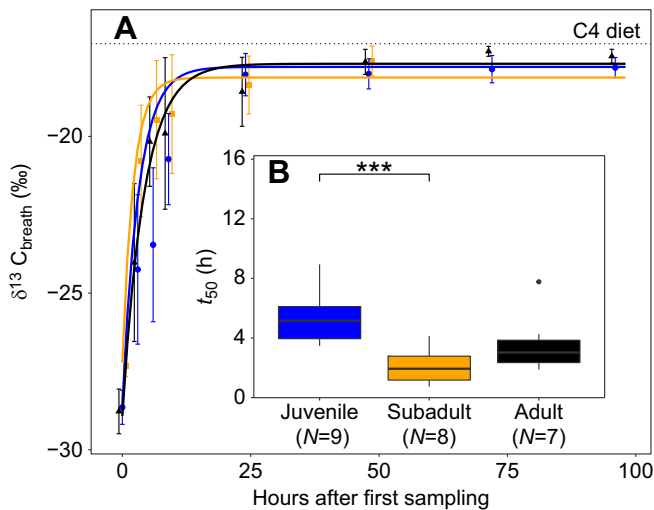 A
C4 diet
δ¹³ C_breath (‰)
−20
−25
−30
0
25
50
75
100
Hours after first sampling
B
***
t₅₀ (h)
16
12
8
4
0
Juvenile
(N=9)
Subadult
(N=8)
Adult
(N=7)